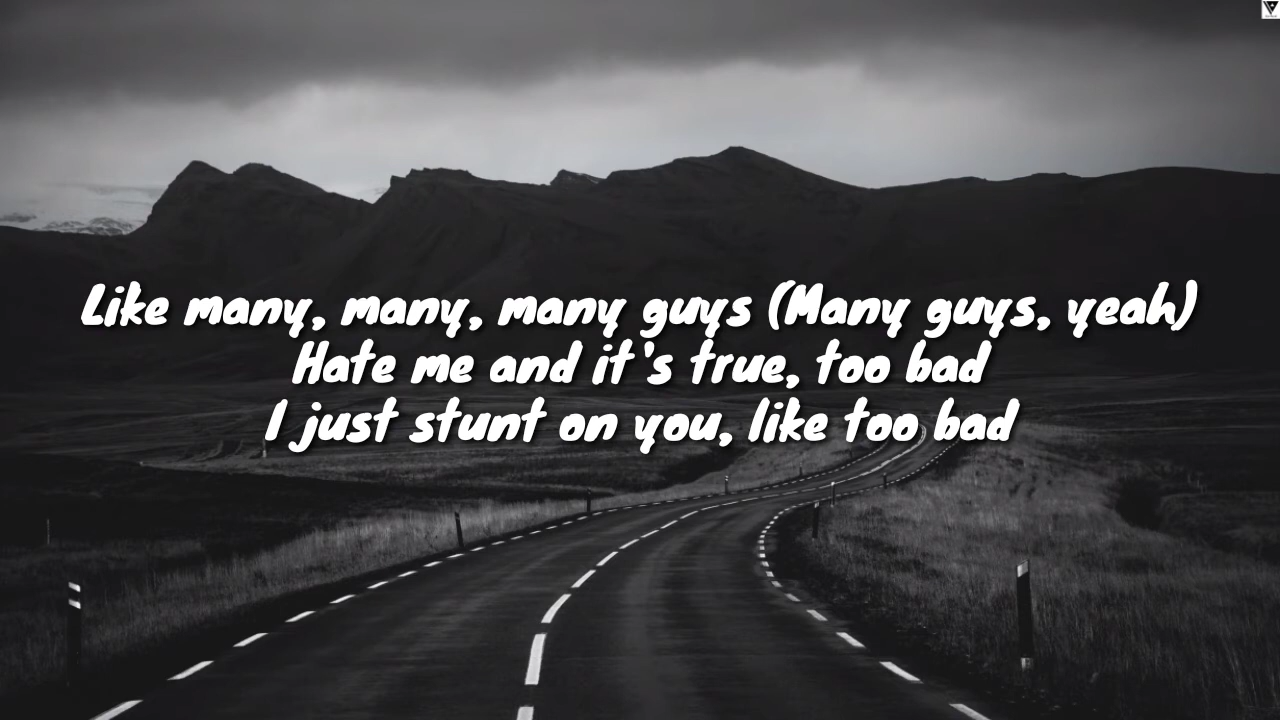 Like many, many, many guys (Many guys, yeah)
Hate me and it's true, too bad
I just stunt on you, like too bad